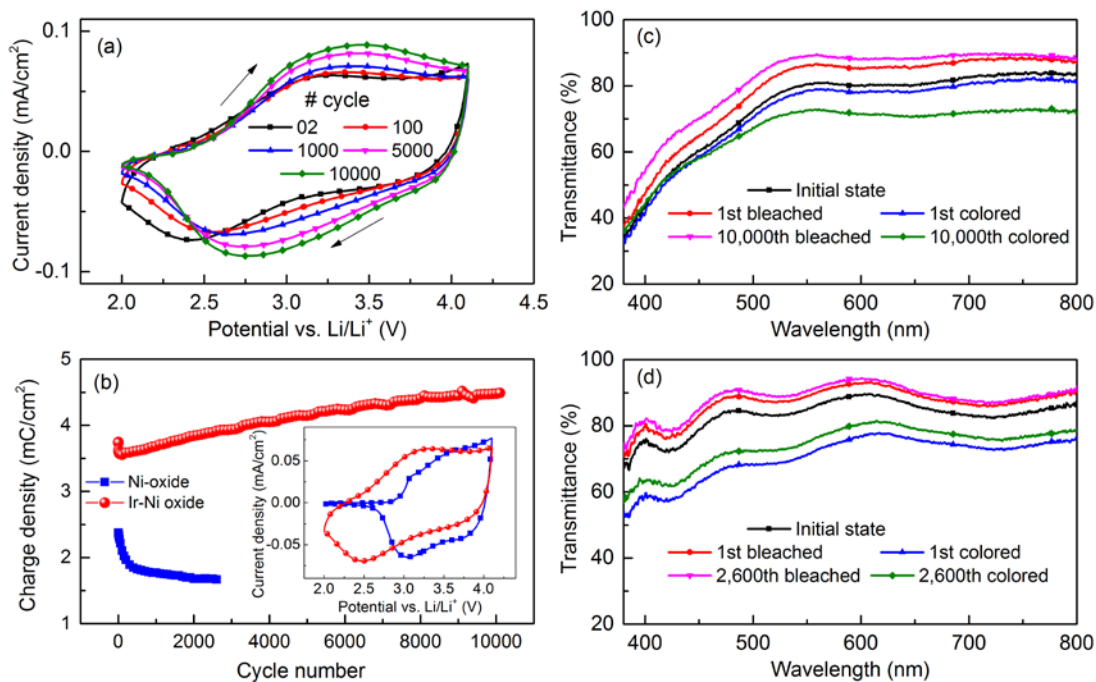 (a)
Current density (mA/cm²)
0.1
0.0
-0.1
# cycle
02 100
1000 5000
10000
2.0 2.5 3.0 3.5 4.0 4.5
Potential vs. Li/Li⁺ (V)
(b)
Charge density (mC/cm²)
5
4
3
2
1
Ni-oxide
Ir-Ni oxide
Current density (mA/cm²)
0.05
0.00
-0.05
2.0 2.5 3.0 3.5 4.0
Potential vs. Li/Li⁺ (V)
0 2000 4000 6000 8000 10000
Cycle number
(c)
Transmittance (%)
100
80
60
40
20
Initial state
1st bleached 1st colored
10,000th bleached 10,000th colored
400 500 600 700 800
Wavelength (nm)
(d)
Transmittance (%)
100
80
60
40
20
Initial state
1st bleached 1st colored
2,600th bleached 2,600th colored
400 500 600 700 800
Wavelength (nm)